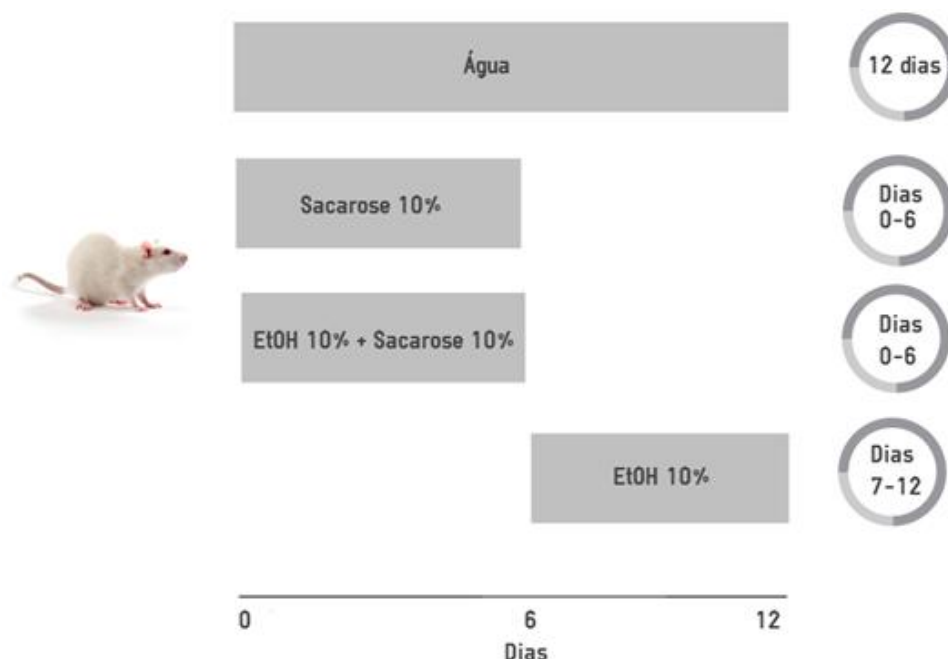 Água
12 dias
Sacarose 10%
Dias
0-6
EtOH 10% + Sacarose 10%
Dias
0-6
EtOH 10%
Dias
7-12
0 6 12
Dias